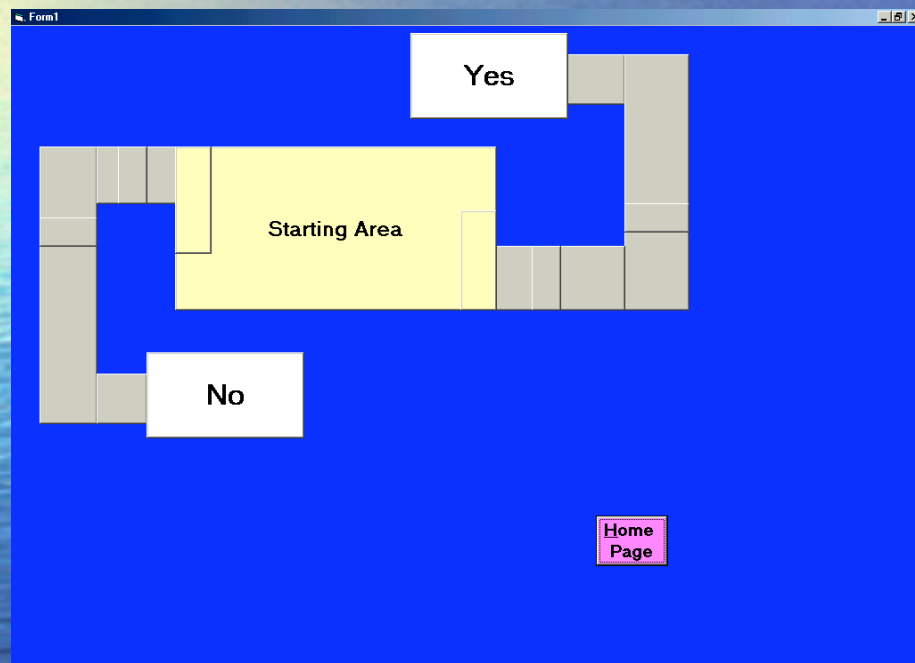 Form1
Yes
Starting Area
No
Home
Page